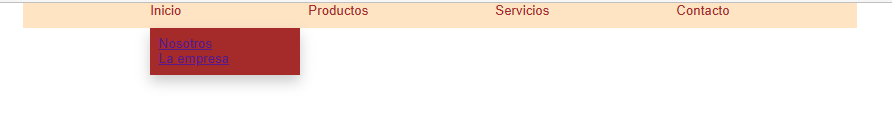 Inicio Productos Servicios Contacto
Nosotros
La empresa